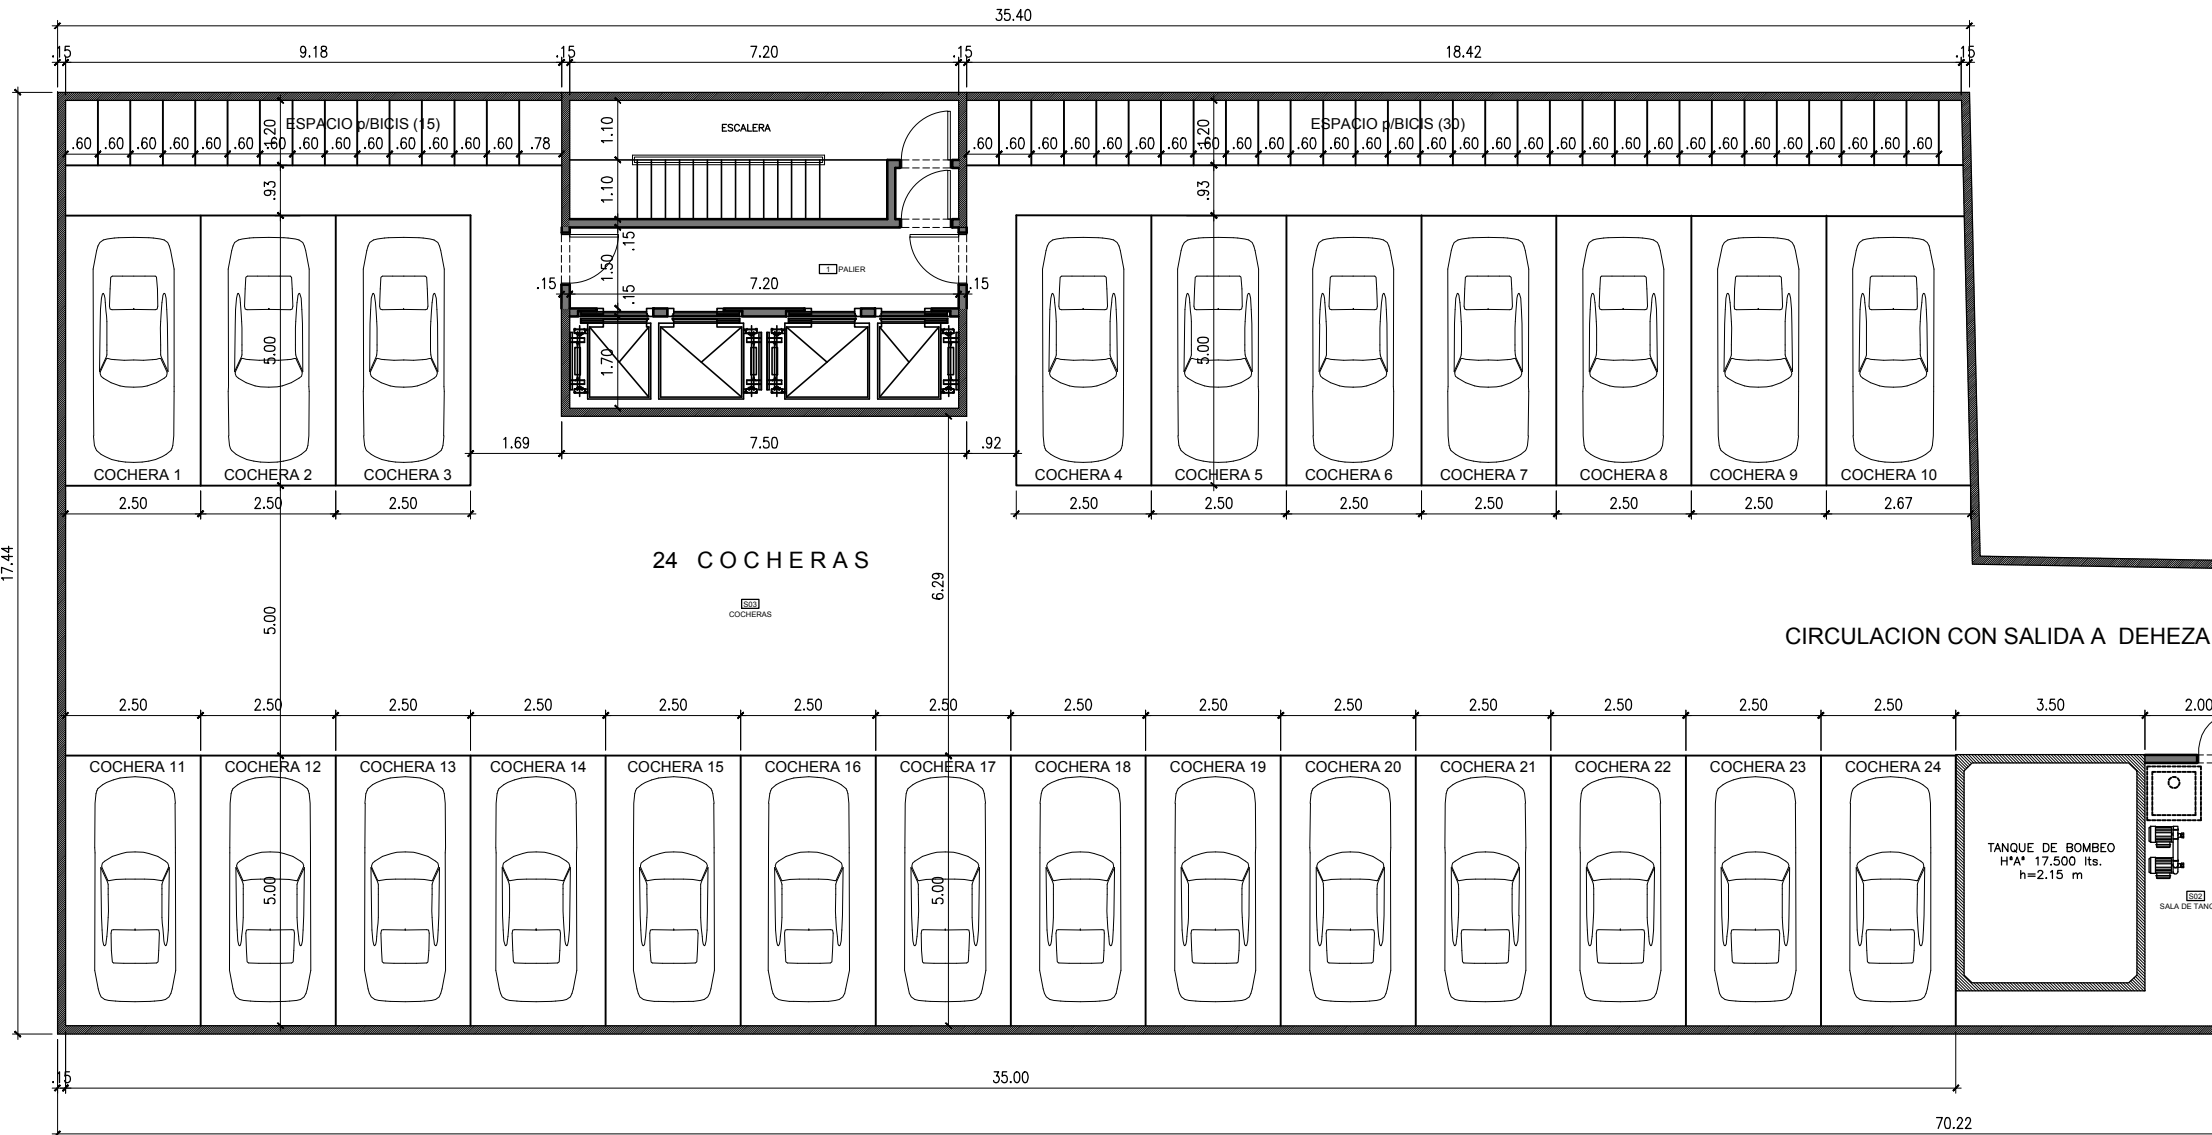 35.40
.15 9.18 .15 7.20 .15 18.42 .15
ESPACIO p/BICIS (15)
ESCALERA
ESPACIO p/BICIS (30)
1.20 1.10 1.20
.60 .60 .60 .60 .60 .60 .60 .60 .60 .60 .60 .60 .60 .60 .78
.60 .60 .60 .60 .60 .60 .60 .60 .60 .60 .60 .60 .60 .60 .60 .60 .60 .60 .60 .60 .60 .60 .60 .60 .60 .60 .60 .60 .60 .60
.93 1.10 .93
.15
1.50
1 PALIER
.15 7.20 .15
.15
5.00 1.70 5.00
1.69 7.50 .92
COCHERA 1 COCHERA 2 COCHERA 3 COCHERA 4 COCHERA 5 COCHERA 6 COCHERA 7 COCHERA 8 COCHERA 9 COCHERA 10
2.50 2.50 2.50 2.50 2.50 2.50 2.50 2.50 2.50 2.67
17.44
24 COCHERAS
6.29
S03
COCHERAS
5.00
CIRCULACION CON SALIDA A DEHEZA
2.50 2.50 2.50 2.50 2.50 2.50 2.50 2.50 2.50 2.50 2.50 2.50 2.50 2.50 3.50 2.00
COCHERA 11 COCHERA 12 COCHERA 13 COCHERA 14 COCHERA 15 COCHERA 16 COCHERA 17 COCHERA 18 COCHERA 19 COCHERA 20 COCHERA 21 COCHERA 22 COCHERA 23 COCHERA 24
TANQUE DE BOMBEO
H°A° 17.500 lts.
h=2.15 m
5.00 5.00
S02
SALA DE TANQ
.15 35.00
70.22